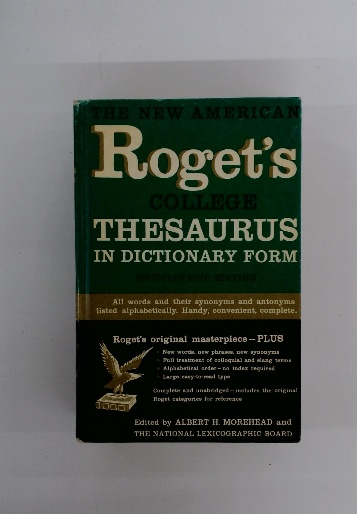 THE NEW AMERICAN
Roget's
COLLEGE
THESAURUS
IN DICTIONARY FORM
EDITION
All words and their synonyms and antonyms
listed alphabetically. Handy, convenient, complete.
Roget's original masterpiece—PLUS
· New words, new phrases, new synonyms
· Full treatment of colloquial and slang terms
· Alphabetical order—no index required
· Large easy-to-read type
Complete and unabridged—includes the original
Roget categories for reference
Edited by ALBERT H. MOREHEAD and
THE NATIONAL LEXICOGRAPHIC BOARD